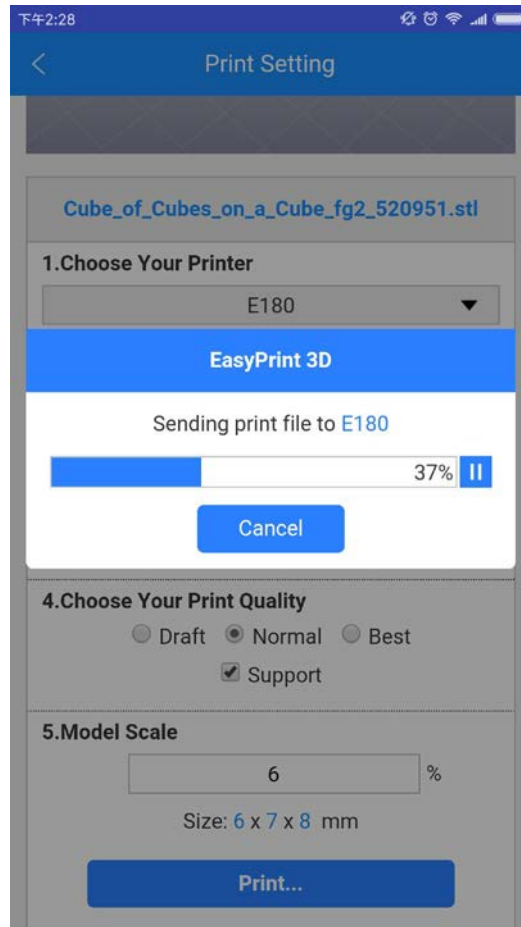 下午2:28
Print Setting
Cube_of_Cubes_on_a_Cube_fg2_520951.stl
1.Choose Your Printer
E180
EasyPrint 3D
Sending print file to E180
37%
Cancel
4.Choose Your Print Quality
Draft Normal Best
Support
5.Model Scale
6 %
Size: 6 x 7 x 8 mm
Print...